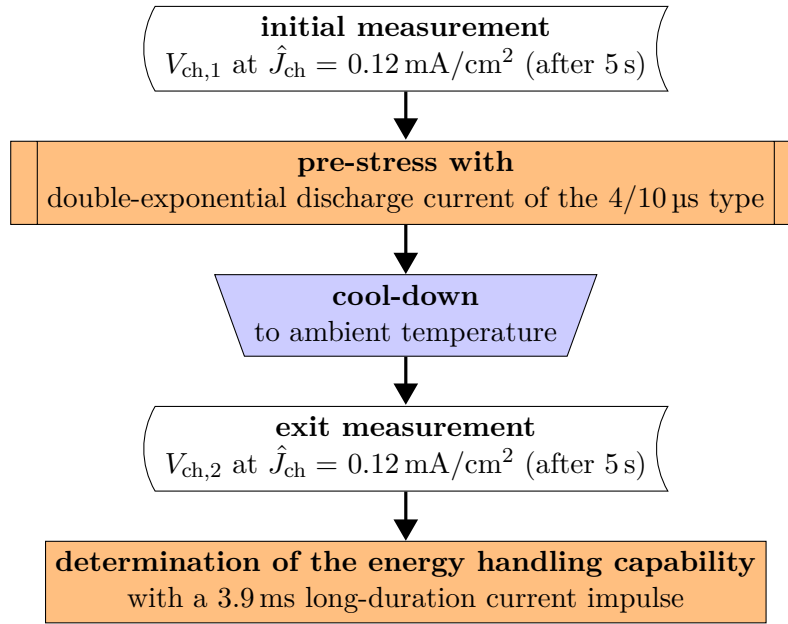 initial measurement
V_ch,1 at Ĵ_ch = 0.12 mA/cm² (after 5 s)
pre-stress with
double-exponential discharge current of the 4/10 µs type
cool-down
to ambient temperature
exit measurement
V_ch,2 at Ĵ_ch = 0.12 mA/cm² (after 5 s)
determination of the energy handling capability
with a 3.9 ms long-duration current impulse